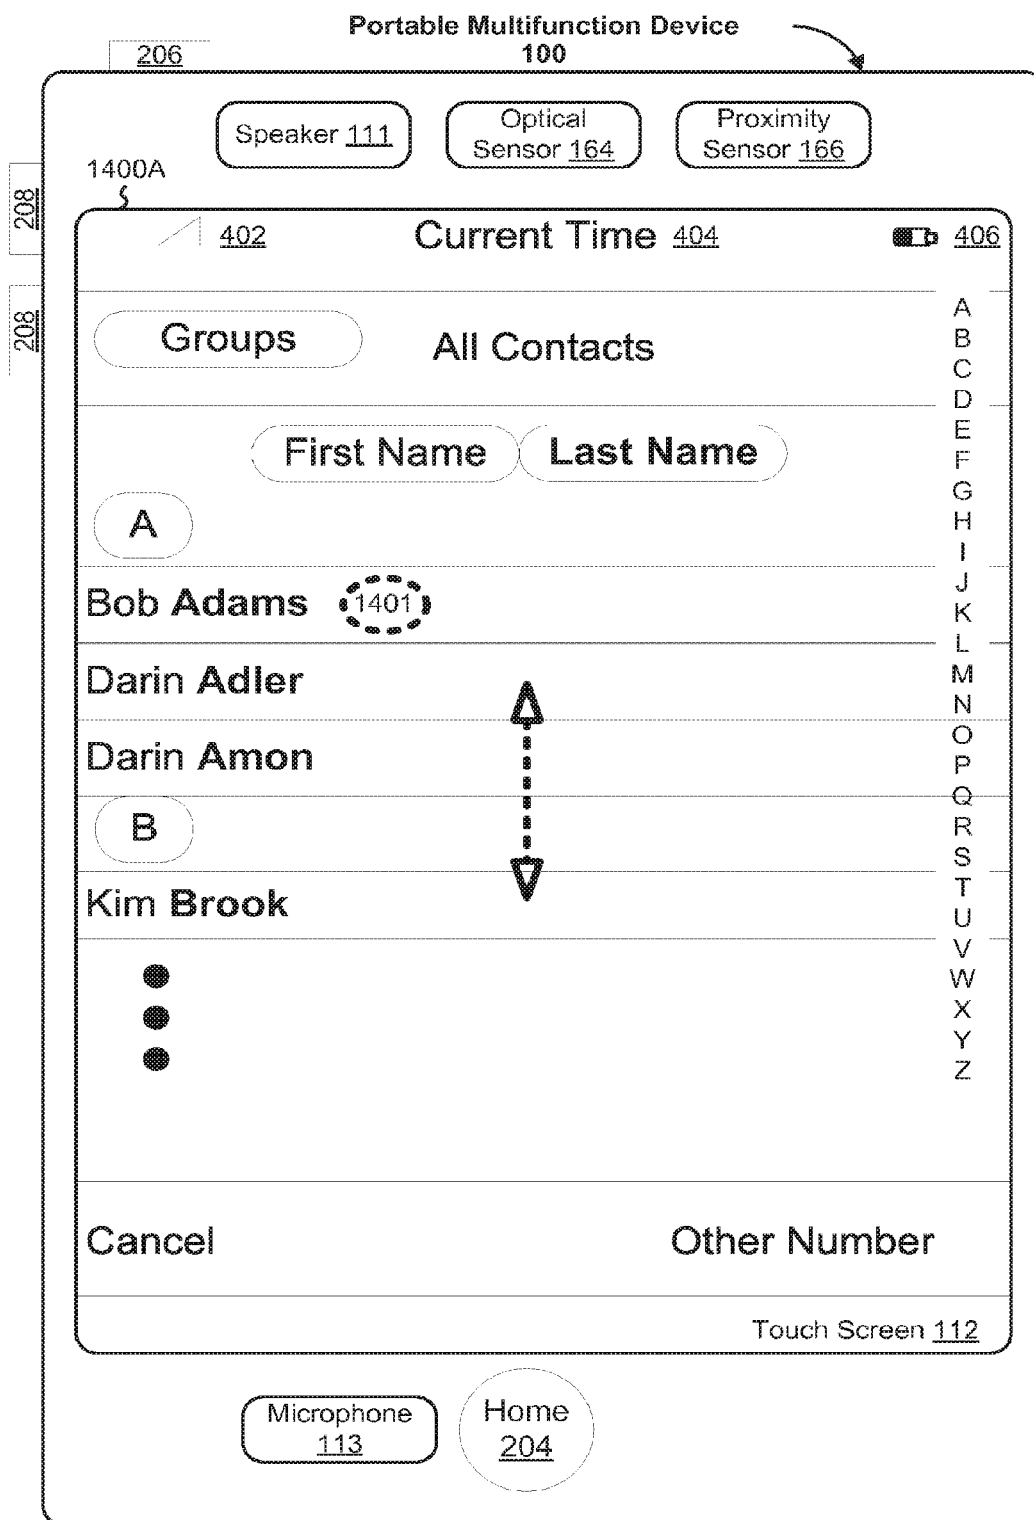 Portable Multifunction Device
100
206
Speaker 111
Optical
Sensor 164
Proximity
Sensor 166
208
208
1400A
402
Current Time 404
406
Groups
All Contacts
First Name
Last Name
A
Bob Adams
1401
Darin Adler
Darin Amon
B
Kim Brook
A
B
C
D
E
F
G
H
I
J
K
L
M
N
O
P
Q
R
S
T
U
V
W
X
Y
Z
Cancel
Other Number
Touch Screen 112
Microphone
113
Home
204